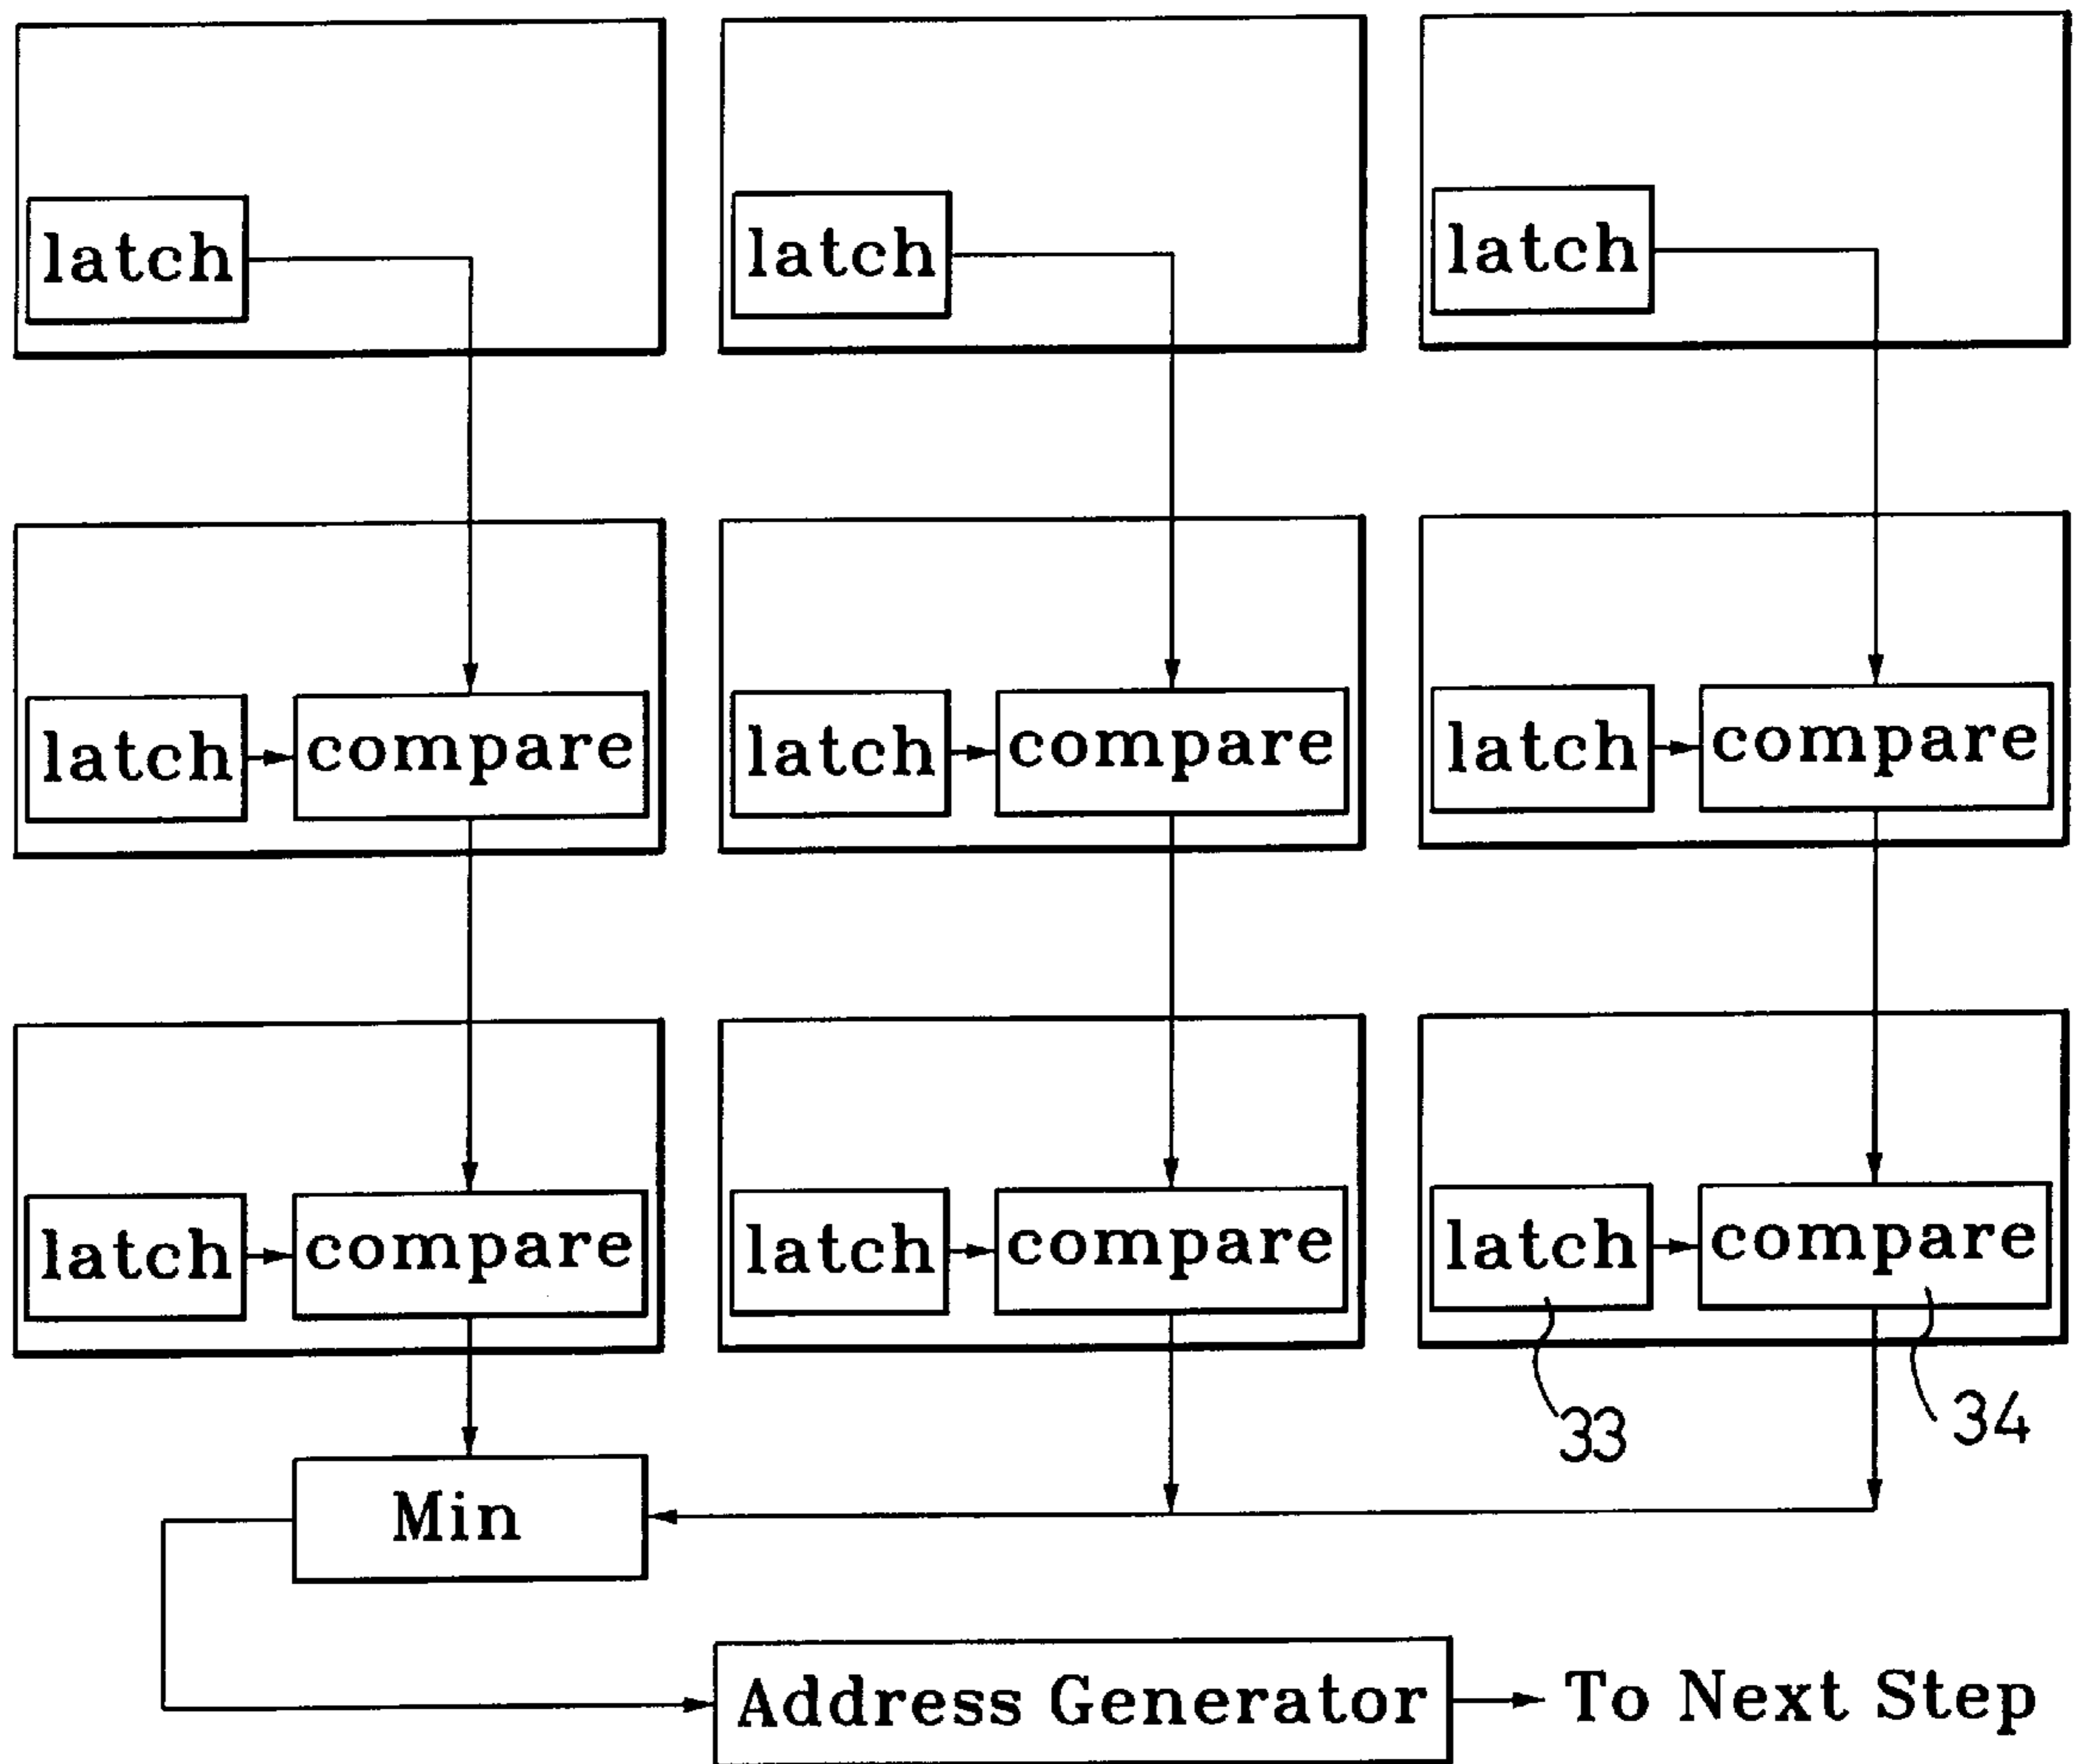 latch latch latch
latch compare latch compare latch compare
latch compare latch compare latch compare
33 34
Min
Address Generator To Next Step